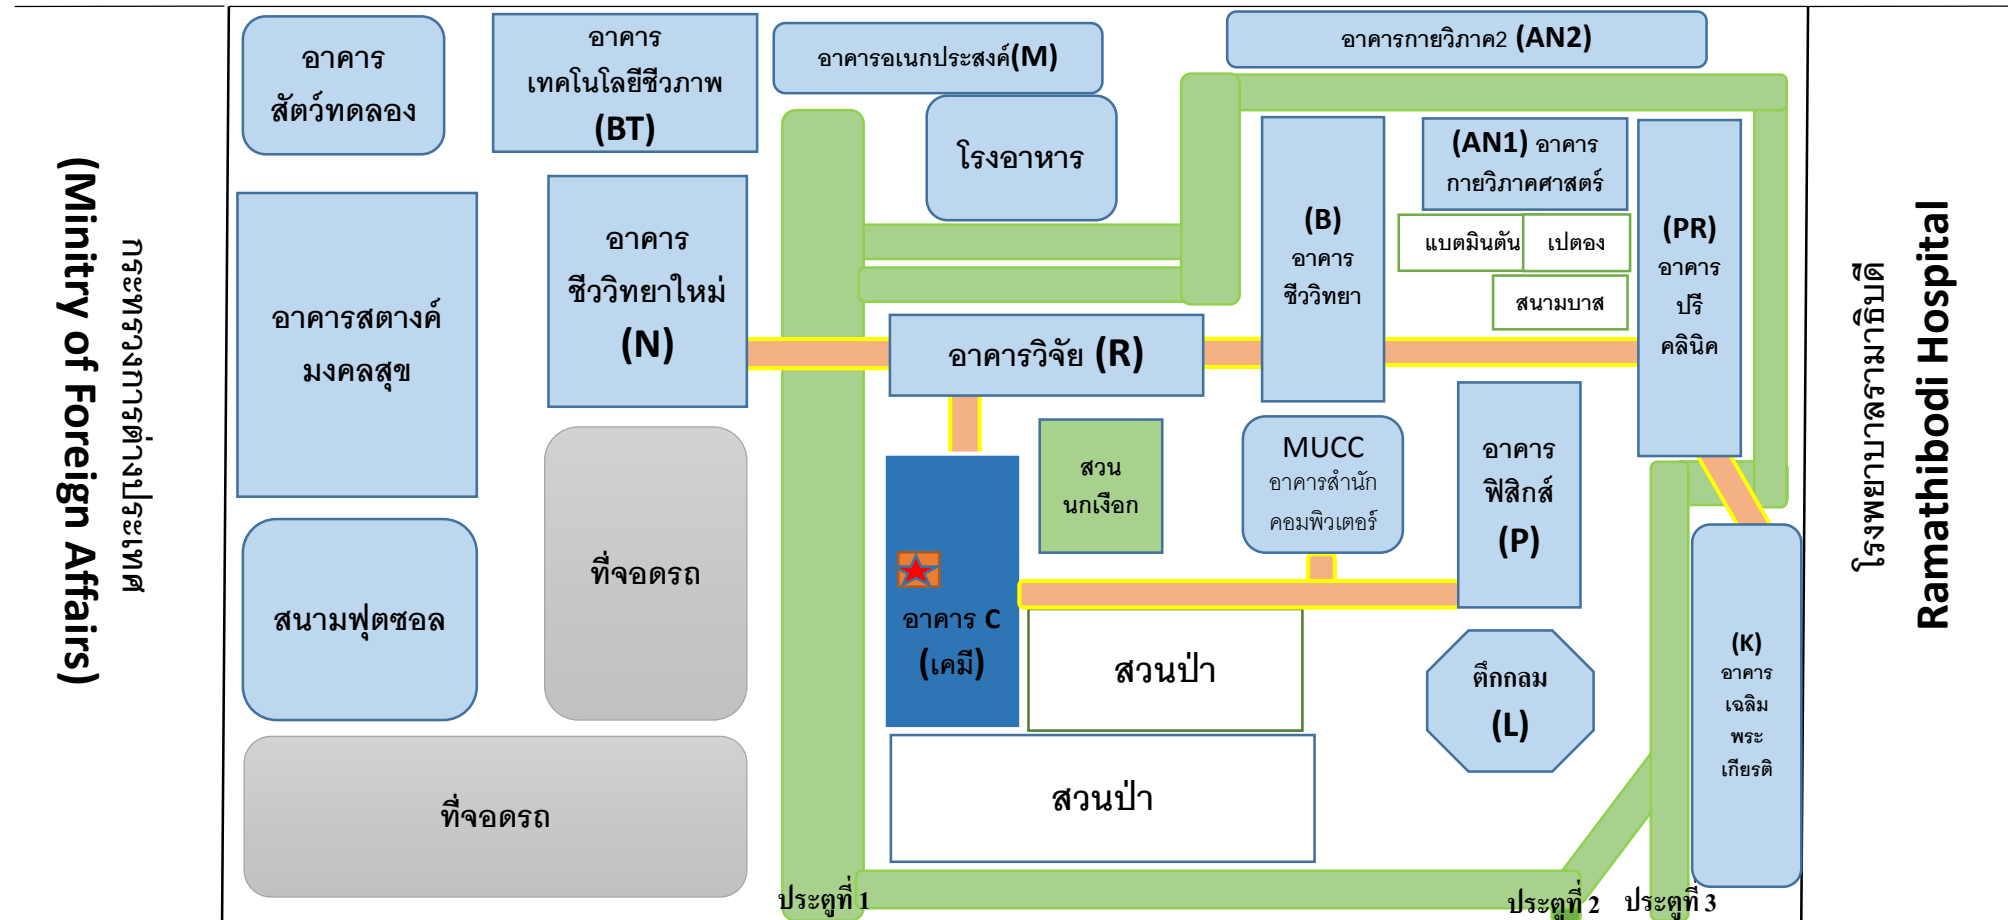 กระทรวงการต่างประเทศ
(Minitry of Foreign Affairs)
อาคาร
สัตว์ทดลอง
อาคาร
เทคโนโลยีชีวภาพ
(BT)
อาคารอเนกประสงค์(M)
อาคารกายวิภาค2 (AN2)
โรงอาหาร
อาคารสตางค์
มงคลสุข
อาคาร
ชีววิทยาใหม่
(N)
(B)
อาคาร
ชีววิทยา
(AN1) อาคาร
กายวิภาคศาสตร์
แบตมินตัน
เปตอง
สนามบาส
(PR)
อาคาร
ปรี
คลินิค
อาคารวิจัย (R)
สวน
นกเงือก
MUCC
อาคารสำนัก
คอมพิวเตอร์
อาคาร
ฟิสิกส์
(P)
สนามฟุตซอล
ที่จอดรถ
อาคาร C
(เคมี)
สวนป่า
ตึกกลม
(L)
(K)
อาคาร
เฉลิม
พระ
เกียรติ
ที่จอดรถ
สวนป่า
ประตูที่ 1
ประตูที่ 2
ประตูที่ 3
โรงพยาบาลรามาธิบดี
Ramathibodi Hospital